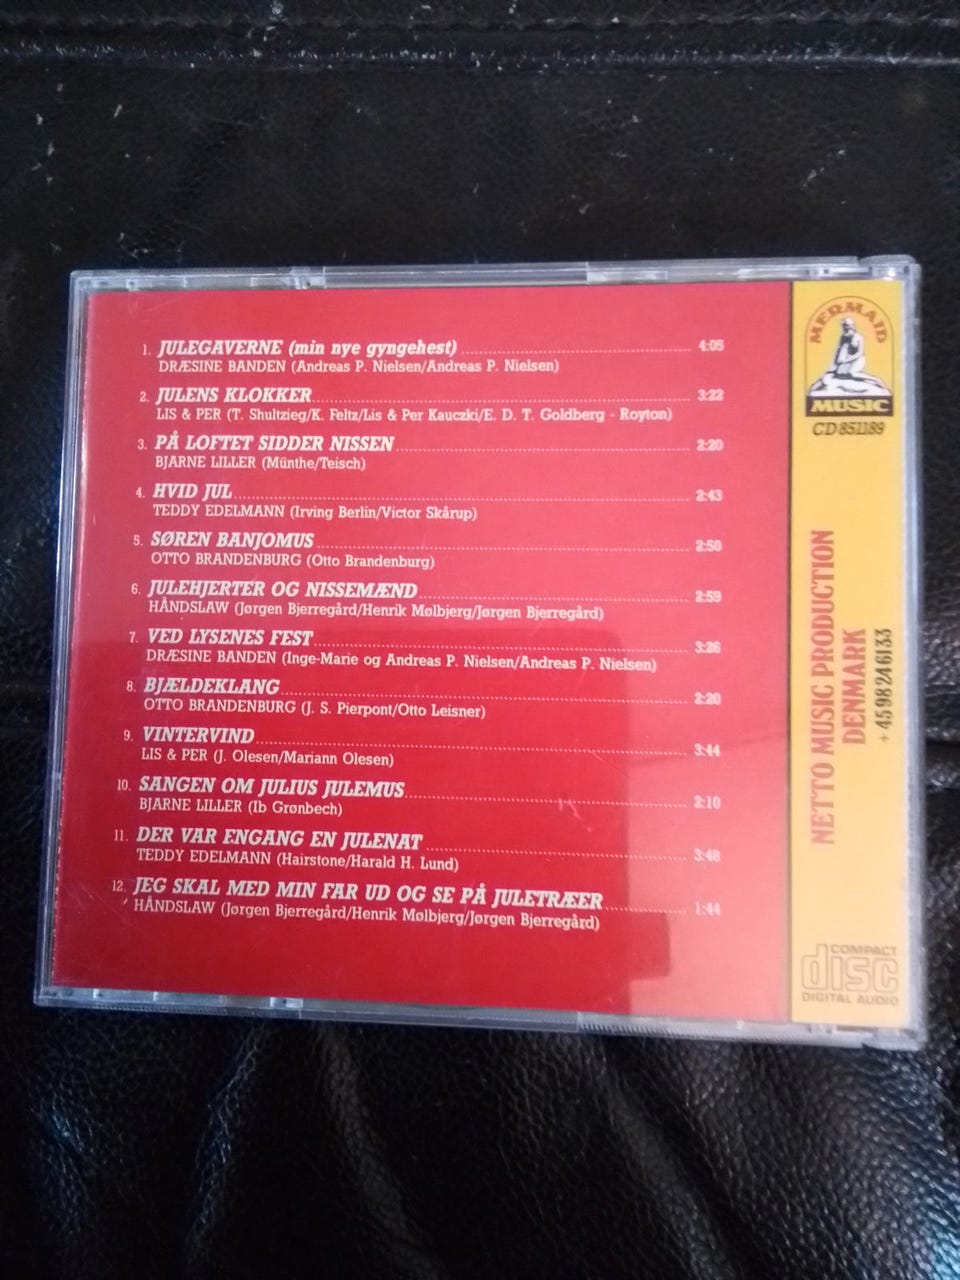 1. JULEGAVERNE (min nye gyngehest) 4:05
DRÆSINE BANDEN (Andreas P. Nielsen/Andreas P. Nielsen)
2. JULENS KLOKKER 3:22
LIS & PER (T. Shultzieg/K. Feltz/Lis & Per Kauczki/E. D. T. Goldberg - Royton)
3. PÅ LOFTET SIDDER NISSEN 2:20
BJARNE LILLER (Münthe/Teisch)
4. HVID JUL 2:43
TEDDY EDELMANN (Irving Berlin/Victor Skårup)
5. SØREN BANJOMUS 2:50
OTTO BRANDENBURG (Otto Brandenburg)
6. JULEHJERTER OG NISSEMÆND 2:59
HÅNDSLAW (Jørgen Bjerregård/Henrik Mølbjerg/Jørgen Bjerregård)
7. VED LYSENES FEST 3:26
DRÆSINE BANDEN (Inge-Marie og Andreas P. Nielsen/Andreas P. Nielsen)
8. BJÆLDEKLANG 2:20
OTTO BRANDENBURG (J. S. Pierpont/Otto Leisner)
9. VINTERVIND 3:44
LIS & PER (J. Olesen/Mariann Olesen)
10. SANGEN OM JULIUS JULEMUS 2:10
BJARNE LILLER (Ib Grønbech)
11. DER VAR ENGANG EN JULENAT 3:48
TEDDY EDELMANN (Hairstone/Harald H. Lund)
12. JEG SKAL MED MIN FAR UD OG SE PÅ JULETRÆER 1:44
HÅNDSLAW (Jørgen Bjerregård/Henrik Mølbjerg/Jørgen Bjerregård)
MERMAID
MUSIC
CD 851189
NETTO MUSIC PRODUCTION
DENMARK
+ 45 98 24 61 33
COMPACT
disc
DIGITAL AUDIO